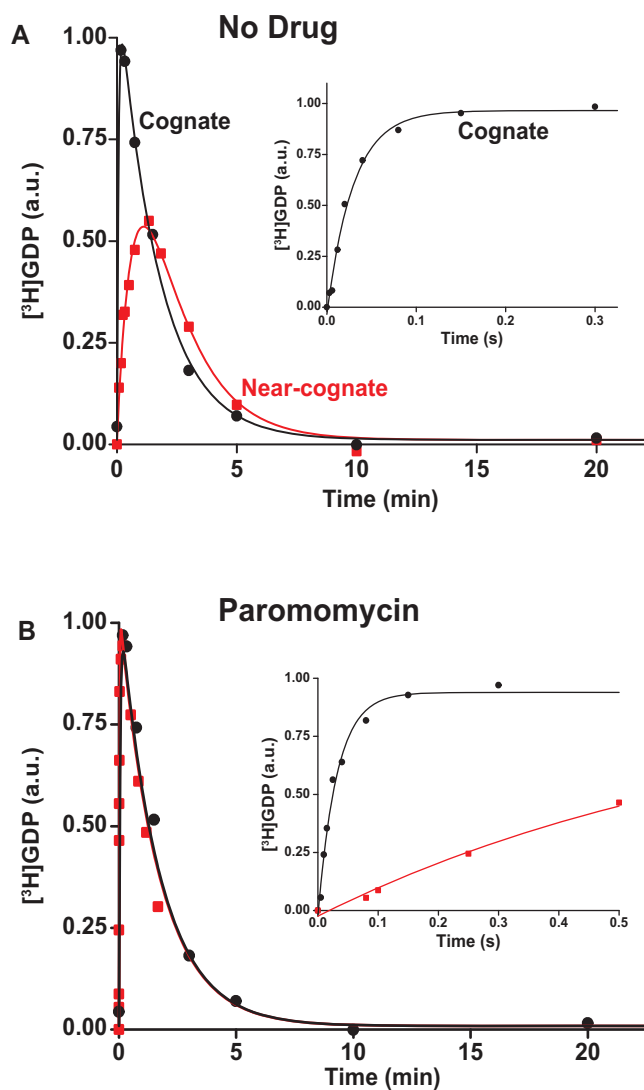 A
No Drug
1.00
0.75
0.50
0.25
0.00
[³H]GDP (a.u.)
Cognate
Near-cognate
0 5 10 15 20
Time (min)
1.00
0.75
0.50
0.25
0.00
[³H]GDP (a.u.)
Cognate
0.0 0.1 0.2 0.3
Time (s)
B
Paromomycin
1.00
0.75
0.50
0.25
0.00
[³H]GDP (a.u.)
0 5 10 15 20
Time (min)
1.00
0.75
0.50
0.25
0.00
[³H]GDP (a.u.)
0.0 0.1 0.2 0.3 0.4 0.5
Time (s)